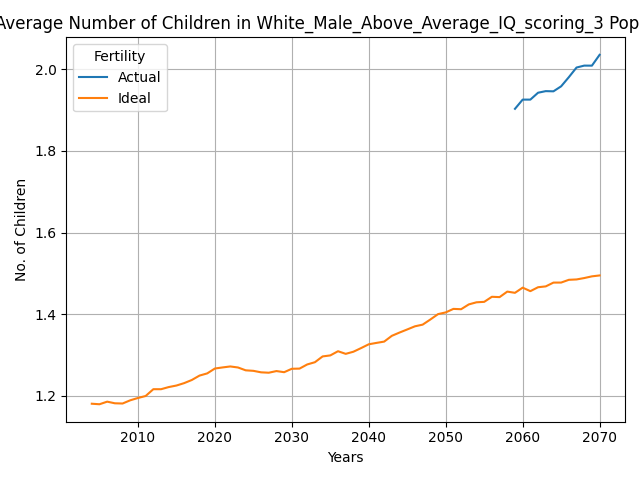 Average Number of Children in White_Male_Above_Average_IQ_scoring_3 Pop
Fertility
Actual
Ideal
2.0
1.8
1.6
1.4
1.2
No. of Children
2010 2020 2030 2040 2050 2060 2070
Years